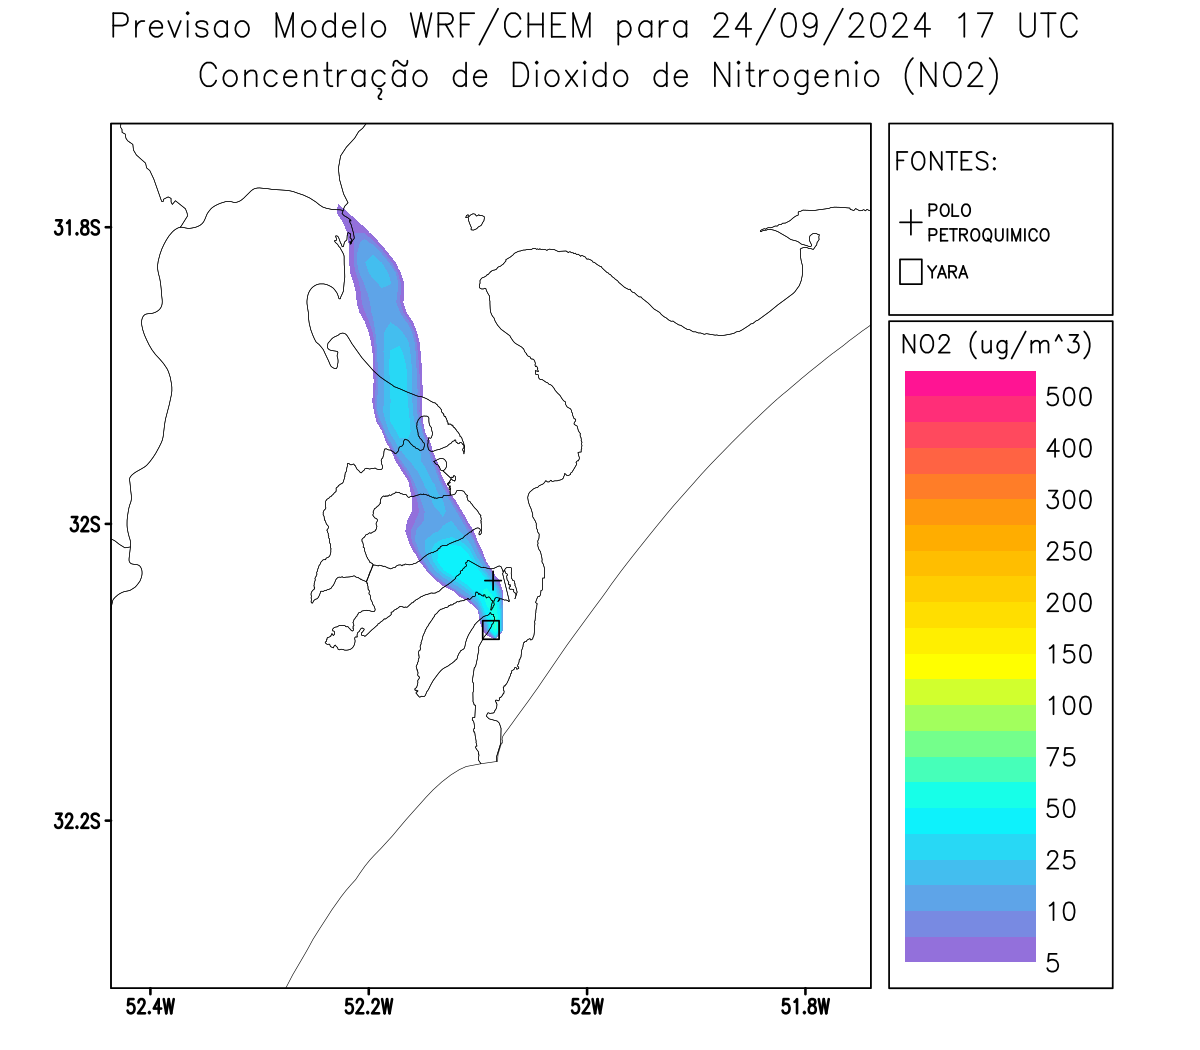 Previsao Modelo WRF/CHEM para 24/09/2024 17 UTC
Concentração de Dioxido de Nitrogenio (NO2)
FONTES:
POLO
PETROQUIMICO
YARA
NO2 (ug/m^3)
500
400
300
250
200
150
100
75
50
25
10
5
31.8S
32S
32.2S
52.4W
52.2W
52W
51.8W